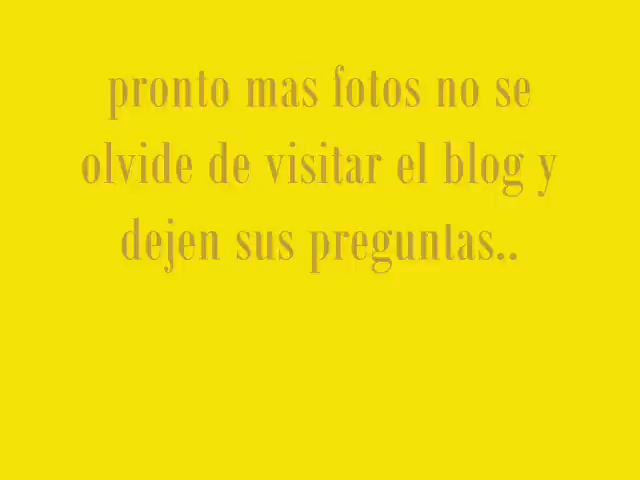 pronto mas fotos no se
olvide de visitar el blog y
dejen sus preguntas..